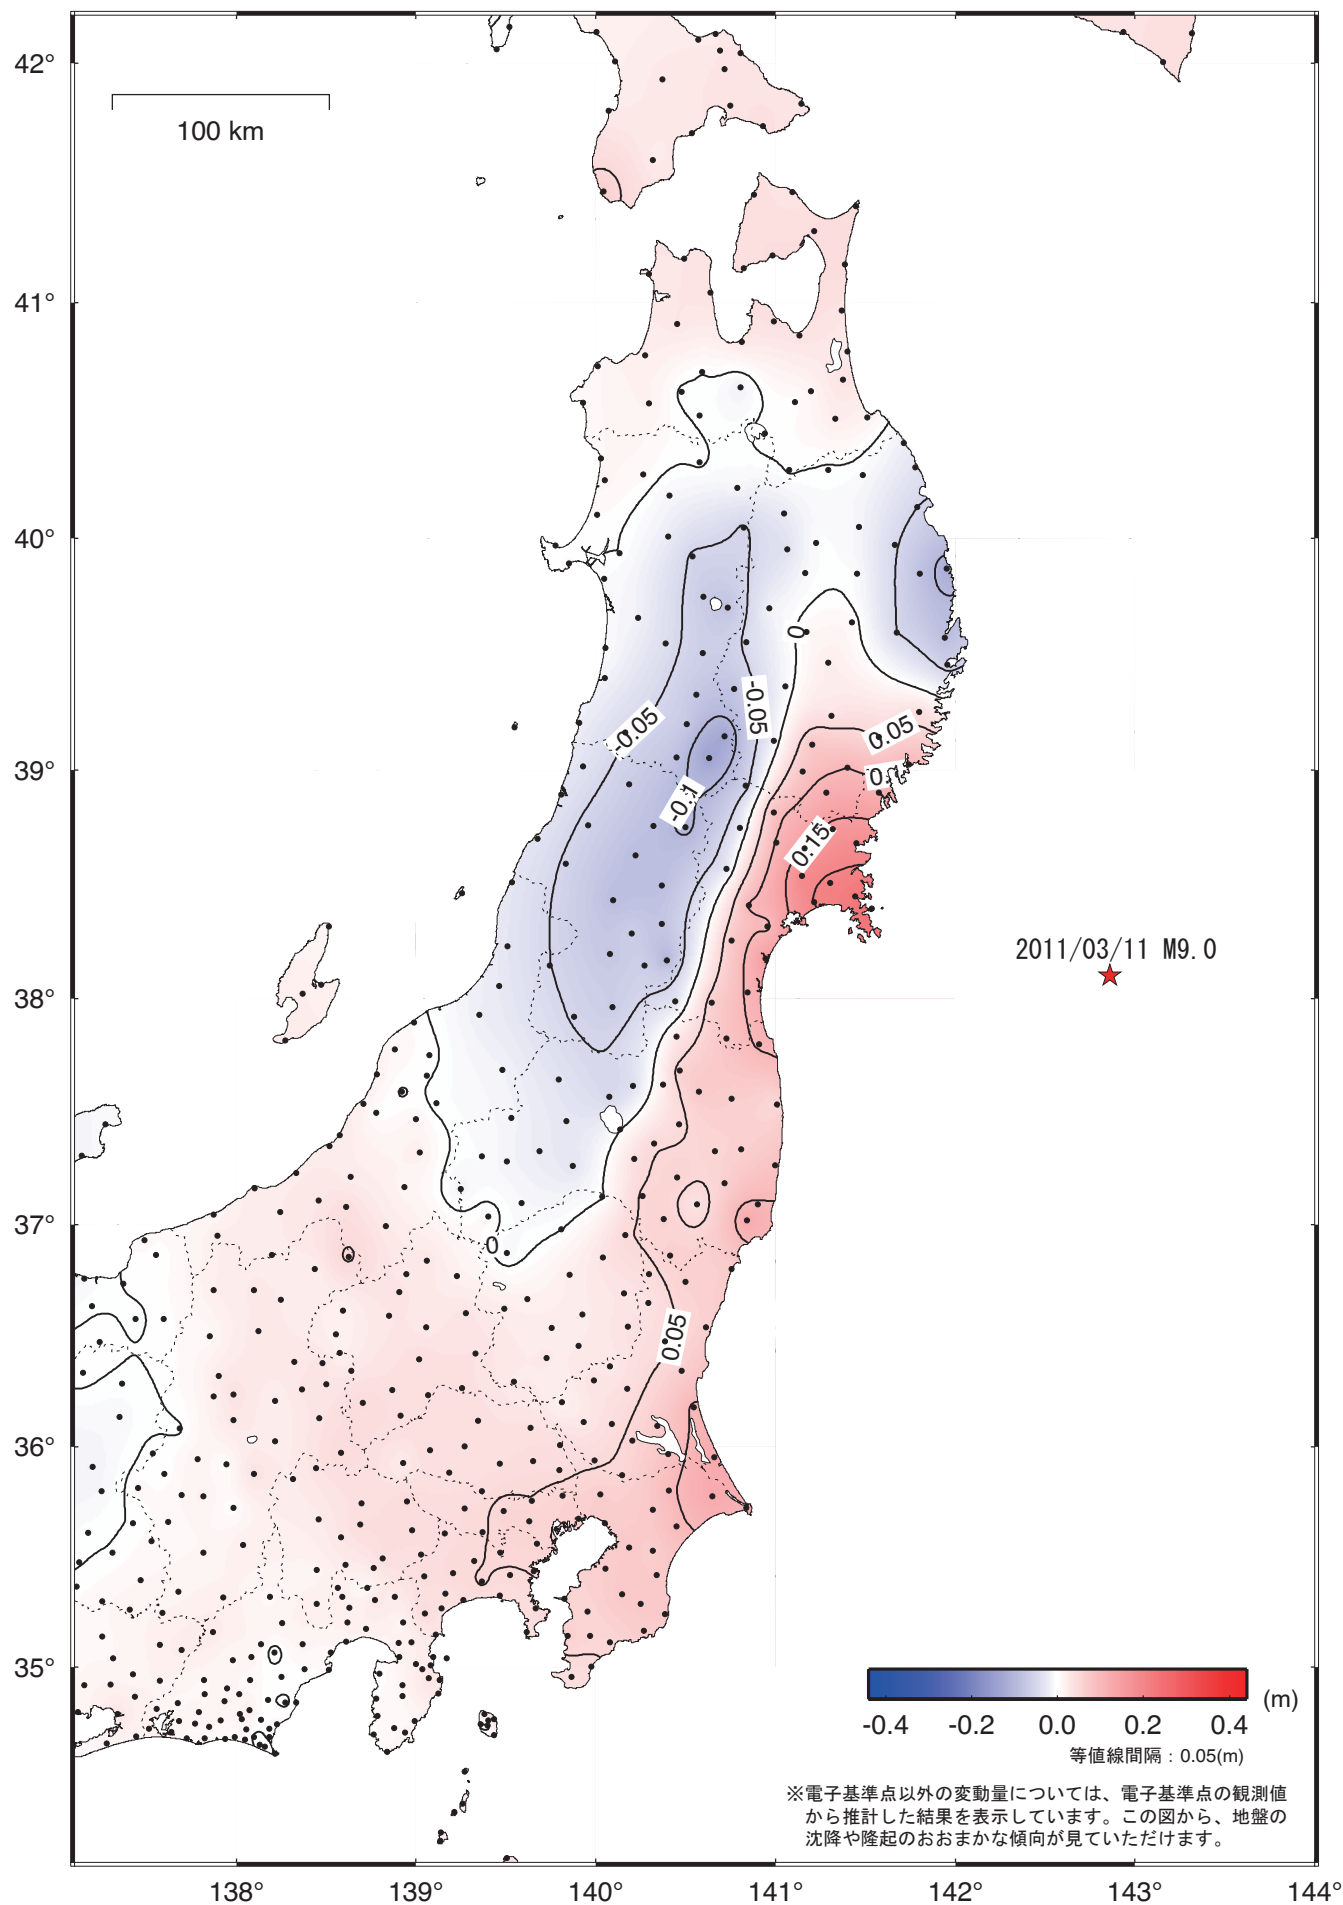 42°
41°
40°
39°
38°
37°
36°
35°
100 km
0
-0.05
-0.05
0.05
0.1
-0.1
0.15
2011/03/11 M9.0
0
0.05
(m)
-0.4 -0.2 0.0 0.2 0.4
等値線間隔：0.05(m)
※電子基準点以外の変動量については、電子基準点の観測値
から推計した結果を表示しています。この図から、地盤の
沈降や隆起のおおまかな傾向が見ていただけます。
138° 139° 140° 141° 142° 143° 144°